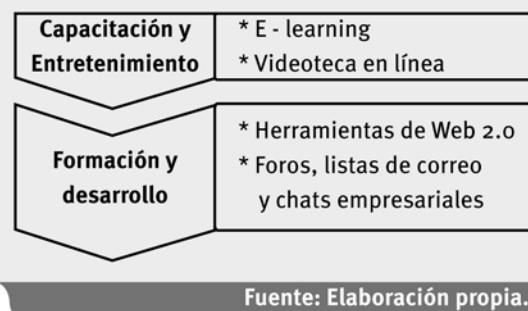 Capacitación y
Entretenimiento
* E - learning
* Videoteca en línea
Formación y
desarrollo
* Herramientas de Web 2.0
* Foros, listas de correo
y chats empresariales
Fuente: Elaboración propia.